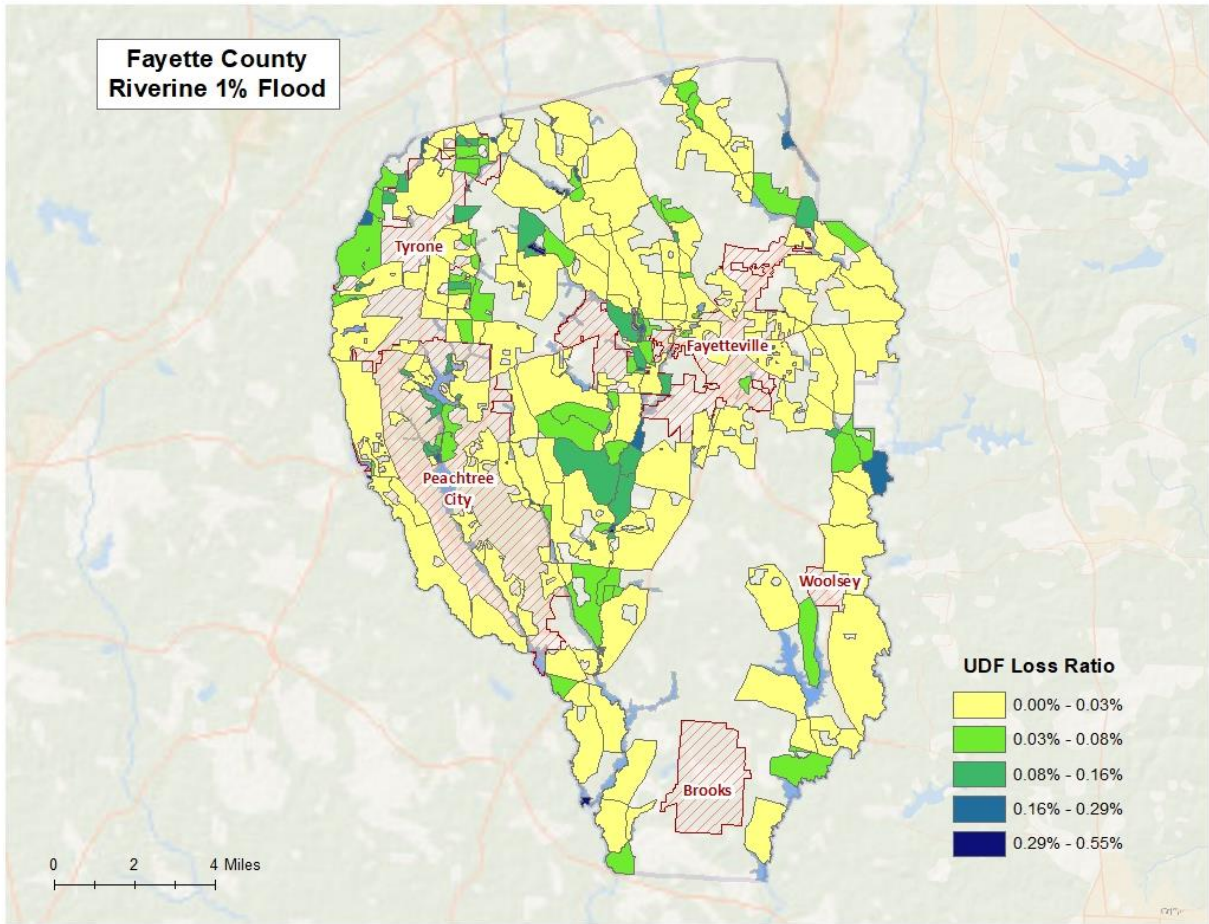 Fayette County
Riverine 1% Flood
Tyrone
Fayetteville
Peachtree
City
Woolsey
Brooks
UDF Loss Ratio
0.00% - 0.03%
0.03% - 0.08%
0.08% - 0.16%
0.16% - 0.29%
0.29% - 0.55%
0 2 4 Miles